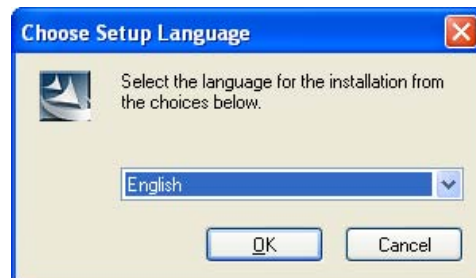 Choose Setup Language
Select the language for the installation from
the choices below.
English
OK
Cancel